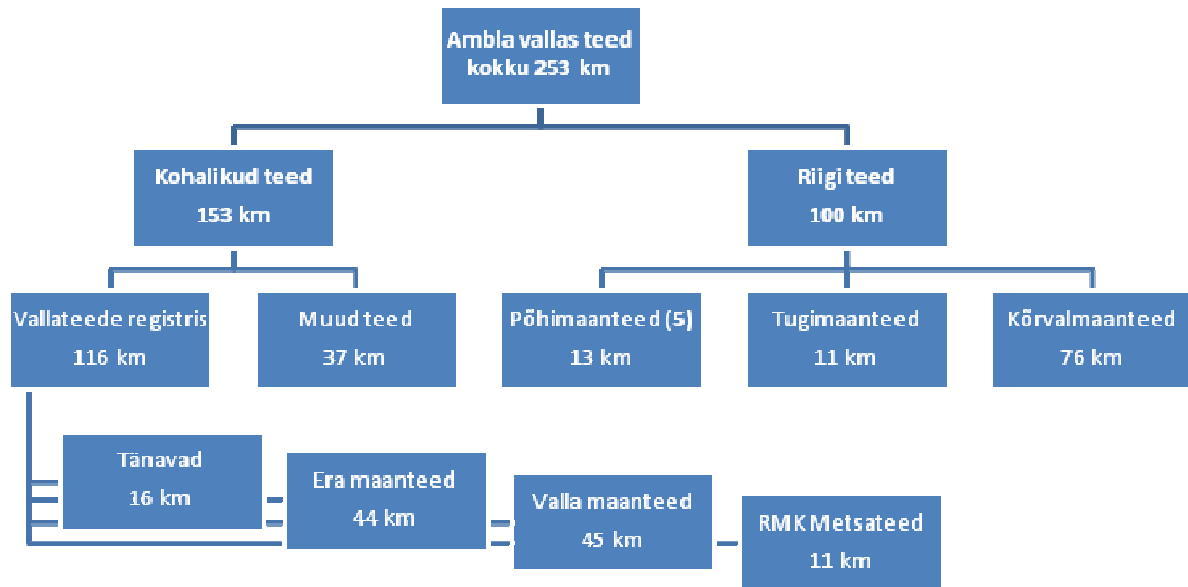 Ambla vallas teed
kokku 253 km
Kohalikud teed
153 km
Riigi teed
100 km
Vallateede registris
116 km
Muud teed
37 km
Põhimaanteed (5)
13 km
Tugimaanteed
11 km
Kõrvalmaanteed
76 km
Tänavad
16 km
Era maanteed
44 km
Valla maanteed
45 km
RMK Metsateed
11 km